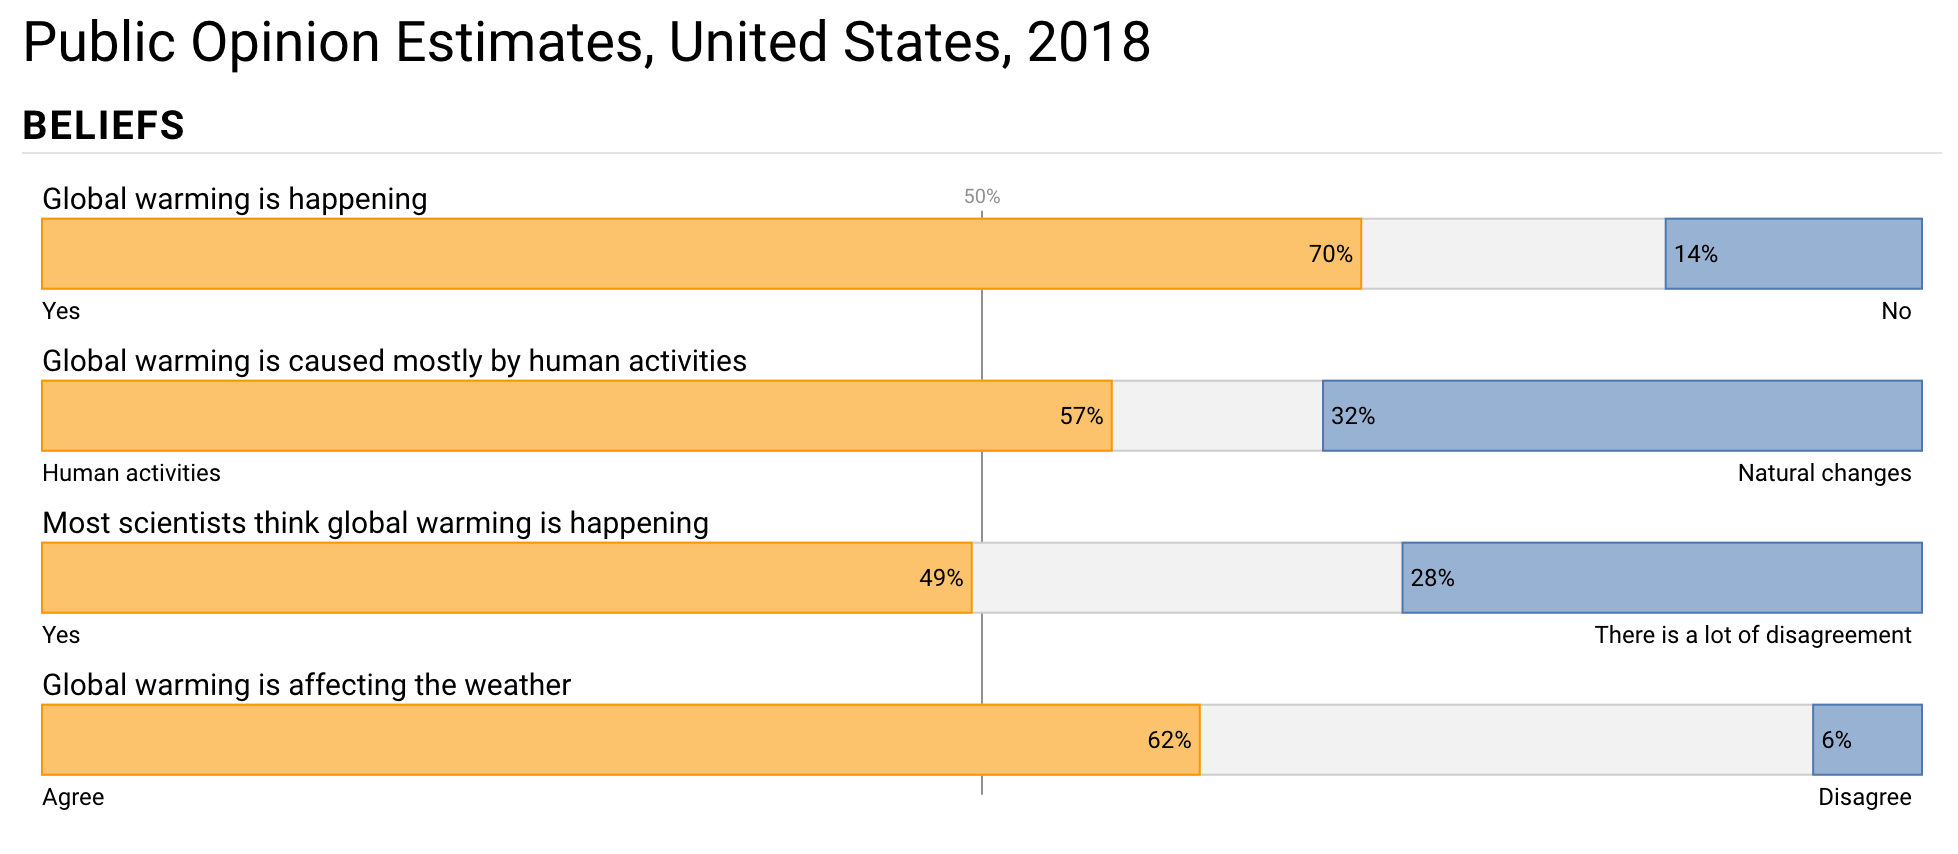 Public Opinion Estimates, United States, 2018
BELIEFS
Global warming is happening
50%
70%
14%
Yes
No
Global warming is caused mostly by human activities
57%
32%
Human activities
Natural changes
Most scientists think global warming is happening
49%
28%
Yes
There is a lot of disagreement
Global warming is affecting the weather
62%
6%
Agree
Disagree